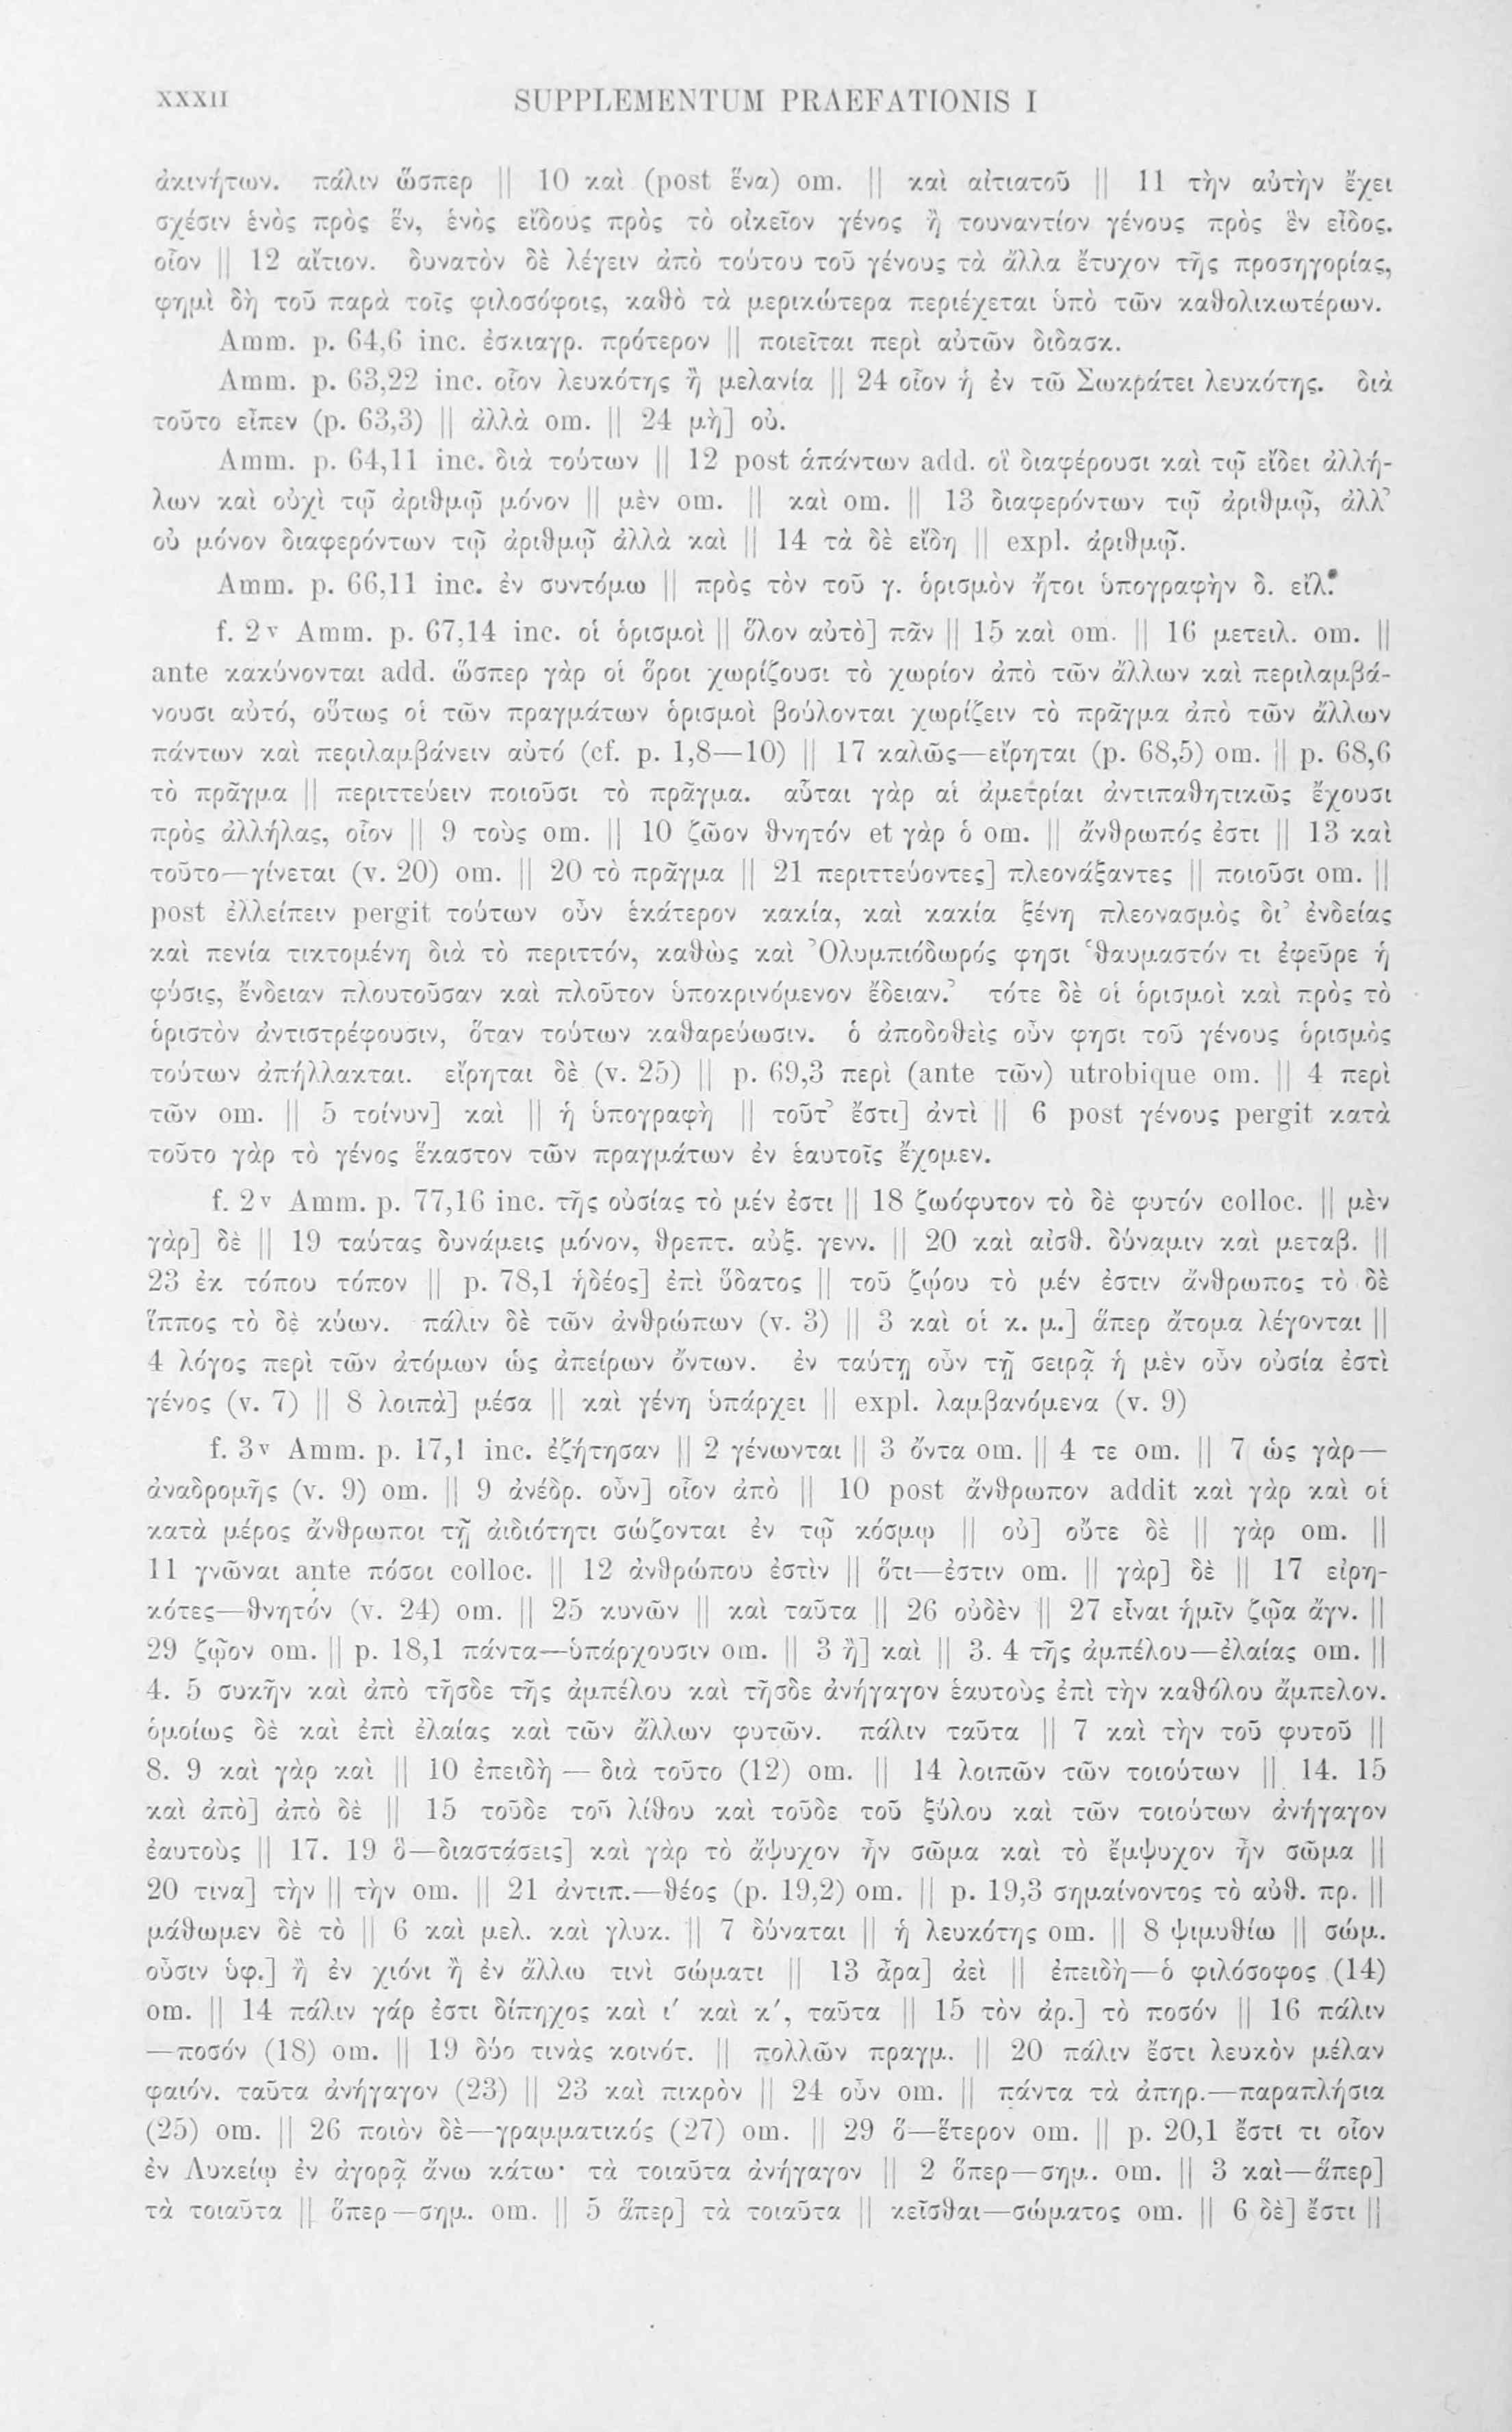 XXXII SUPPLEMENTUM PRAEFATIONIS I
ἀκινήτων. πάλιν ὥσπερ || 10 καὶ (post ἕνα) om. || καὶ αἰτιατοῦ || 11 τὴν αὐτὴν ἔχει
σχέσιν ἑνὸς πρὸς ἕν, ἑνὸς εἴδους πρὸς τὸ οἰκεῖον γένος ἢ τουναντίον γένους πρὸς ἓν εἶδος.
οἷον || 12 αἴτιον. δυνατὸν δὲ λέγειν ἀπὸ τούτου τοῦ γένους τὰ ἄλλα ἔτυχον τῆς προσηγορίας,
φημὶ δὴ τοῦ παρὰ τοῖς φιλοσόφοις, καθὸ τὰ μερικώτερα περιέχεται ὑπὸ τῶν καθολικωτέρων.
Amm. p. 64,6 inc. ἐσκιαγρ. πρότερον || ποιεῖται περὶ αὐτῶν διδασκ.
Amm. p. 63,22 inc. οἷον λευκότης ἢ μελανία || 24 οἷον ἡ ἐν τῶ Σωκράτει λευκότης. διὰ
τοῦτο εἶπεν (p. 63,3) || ἀλλὰ om. || 24 μὴ] οὐ.
Amm. p. 64,11 inc. διὰ τούτων || 12 post ἁπάντων add. οἳ διαφέρουσι καὶ τῷ εἴδει ἀλλή-
λων καὶ οὐχὶ τῷ ἀριθμῷ μόνον || μὲν om. || καὶ om. || 13 διαφερόντων τῷ ἀριθμῷ, ἀλλ᾽
οὐ μόνον διαφερόντων τῷ ἀριθμῷ ἀλλὰ καὶ || 14 τὰ δὲ εἴδη || expl. ἀριθμῷ.
Amm. p. 66,11 inc. ἐν συντόμω || πρὸς τὸν τοῦ γ. ὁρισμὸν ἤτοι ὑπογραφὴν ὃ. εἴλ.
f. 2v Amm. p. 67,14 inc. οἱ ὁρισμοὶ || ὅλον αὐτὸ] πᾶν || 15 καὶ om. || 16 μετειλ. om. ||
ante κακύνονται add. ὥσπερ γὰρ οἱ ὅροι χωρίζουσι τὸ χωρίον ἀπὸ τῶν ἄλλων καὶ περιλαμβά-
νουσι αὐτό, οὕτως οἱ τῶν πραγμάτων ὁρισμοὶ βούλονται χωρίζειν τὸ πρᾶγμα ἀπὸ τῶν ἄλλων
πάντων καὶ περιλαμβάνειν αὐτό (cf. p. 1,8—10) || 17 καλῶς—εἴρηται (p. 68,5) om. || p. 68,6
τὸ πρᾶγμα || περιττεύειν ποιοῦσι τὸ πρᾶγμα. αὗται γὰρ αἱ ἀμετρίαι ἀντιπαθητικῶς ἔχουσι
πρὸς ἀλλήλας, οἷον || 9 τοὺς om. || 10 ζῶον θνητόν et γὰρ ὁ om. || ἄνθρωπός ἐστι || 13 καὶ
τοῦτο—γίνεται (v. 20) om. || 20 τὸ πρᾶγμα || 21 περιττεύοντες] πλεονάξαντες || ποιοῦσι om. ||
post ἐλλείπειν pergit τούτων οὖν ἑκάτερον κακία, καὶ κακία ξένη πλεονασμὸς δι᾽ ἐνδείας
καὶ πενία τικτομένη διὰ τὸ περιττόν, καθὼς καὶ Ὀλυμπιόδωρός φησι ῾θαυμαστόν τι ἐφεῦρε ἡ
φύσις, ἔνδειαν πλουτοῦσαν καὶ πλοῦτον ὑποκρινόμενον ἔδειαν.᾽ τότε δὲ οἱ ὁρισμοὶ καὶ πρὸς τὸ
ὁριστὸν ἀντιστρέφουσιν, ὅταν τούτων καθαρεύωσιν. ὁ ἀποδοθεὶς οὖν φησι τοῦ γένους ὁρισμὸς
τούτων ἀπήλλακται. εἴρηται δὲ (v. 25) || p. 69,3 περὶ (ante τῶν) utrobique om. || 4 περὶ
τῶν om. || 5 τοίνυν] καὶ || ἡ ὑπογραφὴ || τοῦτ᾽ ἔστι] ἀντὶ || 6 post γένους pergit κατὰ
τοῦτο γὰρ τὸ γένος ἕκαστον τῶν πραγμάτων ἐν ἑαυτοῖς ἔχομεν.
f. 2v Amm. p. 77,16 inc. τῆς οὐσίας τὸ μέν ἐστι || 18 ζωόφυτον τὸ δὲ φυτόν colloc. || μὲν
γὰρ] δὲ || 19 ταύτας δυνάμεις μόνον, θρεπτ. αὐξ. γενν. || 20 καὶ αἰσθ. δύναμιν καὶ μεταβ. ||
23 ἐκ τόπου τόπον || p. 78,1 ἡδέος] ἐπὶ ὕδατος || τοῦ ζῴου τὸ μέν ἐστιν ἄνθρωπος τὸ δὲ
ἵππος τὸ δὲ κύων. πάλιν δὲ τῶν ἀνθρώπων (v. 3) || 3 καὶ οἱ κ. μ.] ἅπερ ἄτομα λέγονται ||
4 λόγος περὶ τῶν ἀτόμων ὡς ἀπείρων ὄντων. ἐν ταύτῃ οὖν τῇ σειρᾷ ἡ μὲν οὖν οὐσία ἐστὶ
γένος (v. 7) || 8 λοιπὰ] μέσα || καὶ γένη ὑπάρχει || expl. λαμβανόμενα (v. 9)
f. 3v Amm. p. 17,1 inc. ἐζήτησαν || 2 γένωνται || 3 ὄντα om. || 4 τε om. || 7 ὡς γὰρ—
ἀναδρομῆς (v. 9) om. || 9 ἀνέδρ. οὖν] οἷον ἀπὸ || 10 post ἄνθρωπον addit καὶ γὰρ καὶ οἱ
κατὰ μέρος ἄνθρωποι τῇ ἀιδιότητι σώζονται ἐν τῷ κόσμῳ || οὐ] οὔτε δὲ || γὰρ om. ||
11 γνῶναι ante πόσοι colloc. || 12 ἀνθρώπου ἐστὶν || ὅτι—ἐστιν om. || γὰρ] δὲ || 17 εἰρη-
κότες—θνητόν (v. 24) om. || 25 κυνῶν || καὶ ταῦτα || 26 οὐδὲν || 27 εἶναι ἡμῖν ζῷα ἄγν. ||
29 ζῷον om. || p. 18,1 πάντα—ὑπάρχουσιν om. || 3 ἢ] καὶ || 3. 4 τῆς ἀμπέλου—ἐλαίας om. ||
4. 5 συκῆν καὶ ἀπὸ τῆσδε τῆς ἀμπέλου καὶ τῆσδε ἀνήγαγον ἑαυτοὺς ἐπὶ τὴν καθόλου ἄμπελον.
ὁμοίως δὲ καὶ ἐπὶ ἐλαίας καὶ τῶν ἄλλων φυτῶν. πάλιν ταῦτα || 7 καὶ τὴν τοῦ φυτοῦ ||
8. 9 καὶ γὰρ καὶ || 10 ἐπειδὴ — διὰ τοῦτο (12) om. || 14 λοιπῶν τῶν τοιούτων || 14. 15
καὶ ἀπὸ] ἀπὸ δὲ || 15 τοῦδε τοῦ λίθου καὶ τοῦδε τοῦ ξύλου καὶ τῶν τοιούτων ἀνήγαγον
ἑαυτοὺς || 17. 19 ὃ—διαστάσεις] καὶ γὰρ τὸ ἄψυχον ἦν σῶμα καὶ τὸ ἔμψυχον ἦν σῶμα ||
20 τινα] τὴν || τὴν om. || 21 ἀντιπ.—θέος (p. 19,2) om. || p. 19,3 σημαίνοντος τὸ αὐθ. πρ. ||
μάθωμεν δὲ τὸ || 6 καὶ μελ. καὶ γλυκ. || 7 δύναται || ἡ λευκότης om. || 8 ψιμυθίω || σώμ.
οὖσιν ὑφ.] ἢ ἐν χιόνι ἢ ἐν ἄλλω τινὶ σώματι || 13 ἆρα] ἀεὶ || ἐπειδὴ—ὁ φιλόσοφος (14)
om. || 14 πάλιν γάρ ἐστι δίπηχος καὶ ι′ καὶ κ′, ταῦτα || 15 τὸν ἀρ.] τὸ ποσόν || 16 πάλιν
—ποσόν (18) om. || 19 δύο τινὰς κοινότ. || πολλῶν πραγμ. || 20 πάλιν ἔστι λευκὸν μέλαν
φαιόν. ταῦτα ἀνήγαγον (23) || 23 καὶ πικρὸν || 24 οὖν om. || πάντα τὰ ἀπηρ.—παραπλήσια
(25) om. || 26 ποιὸν δὲ—γραμματικός (27) om. || 29 ὅ—ἕτερον om. || p. 20,1 ἔστι τι οἷον
ἐν Λυκείῳ ἐν ἀγορᾷ ἄνω κάτω· τὰ τοιαῦτα ἀνήγαγον || 2 ὅπερ—σημ. om. || 3 καὶ—ἅπερ]
τὰ τοιαῦτα || ὅπερ—σημ. om. || 5 ἅπερ] τὰ τοιαῦτα || κεῖσθαι—σώματος om. || 6 δὲ] ἔστι ||